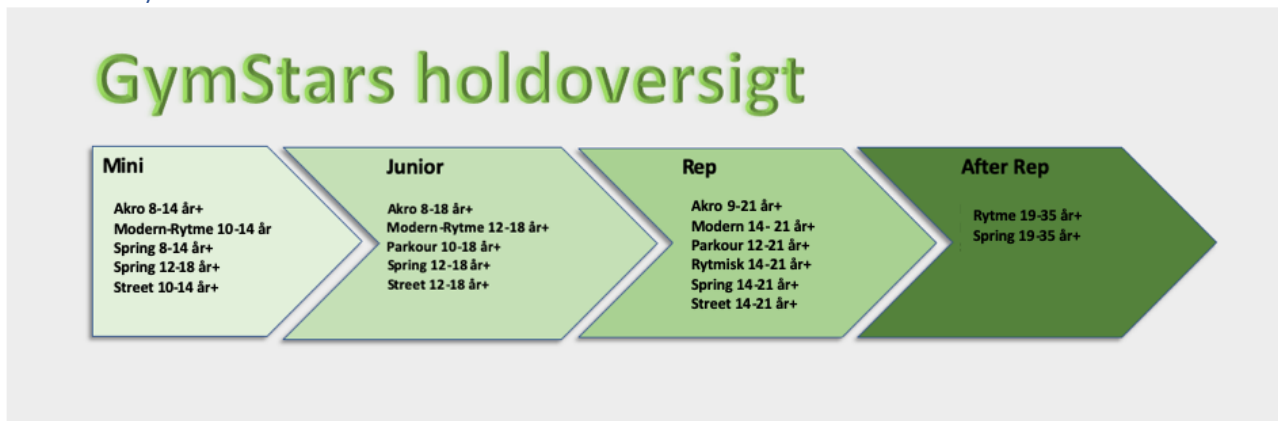 GymStars holdoversigt
Mini
Akro 8-14 år+
Modern-Rytme 10-14 år
Spring 8-14 år+
Spring 12-18 år+
Street 10-14 år+
Junior
Akro 8-18 år+
Modern-Rytme 12-18 år+
Parkour 10-18 år+
Spring 12-18 år+
Street 12-18 år+
Rep
Akro 9-21 år+
Modern 14- 21 år+
Parkour 12-21 år+
Rytmisk 14-21 år+
Spring 14-21 år+
Street 14-21 år+
After Rep
Rytme 19-35 år+
Spring 19-35 år+